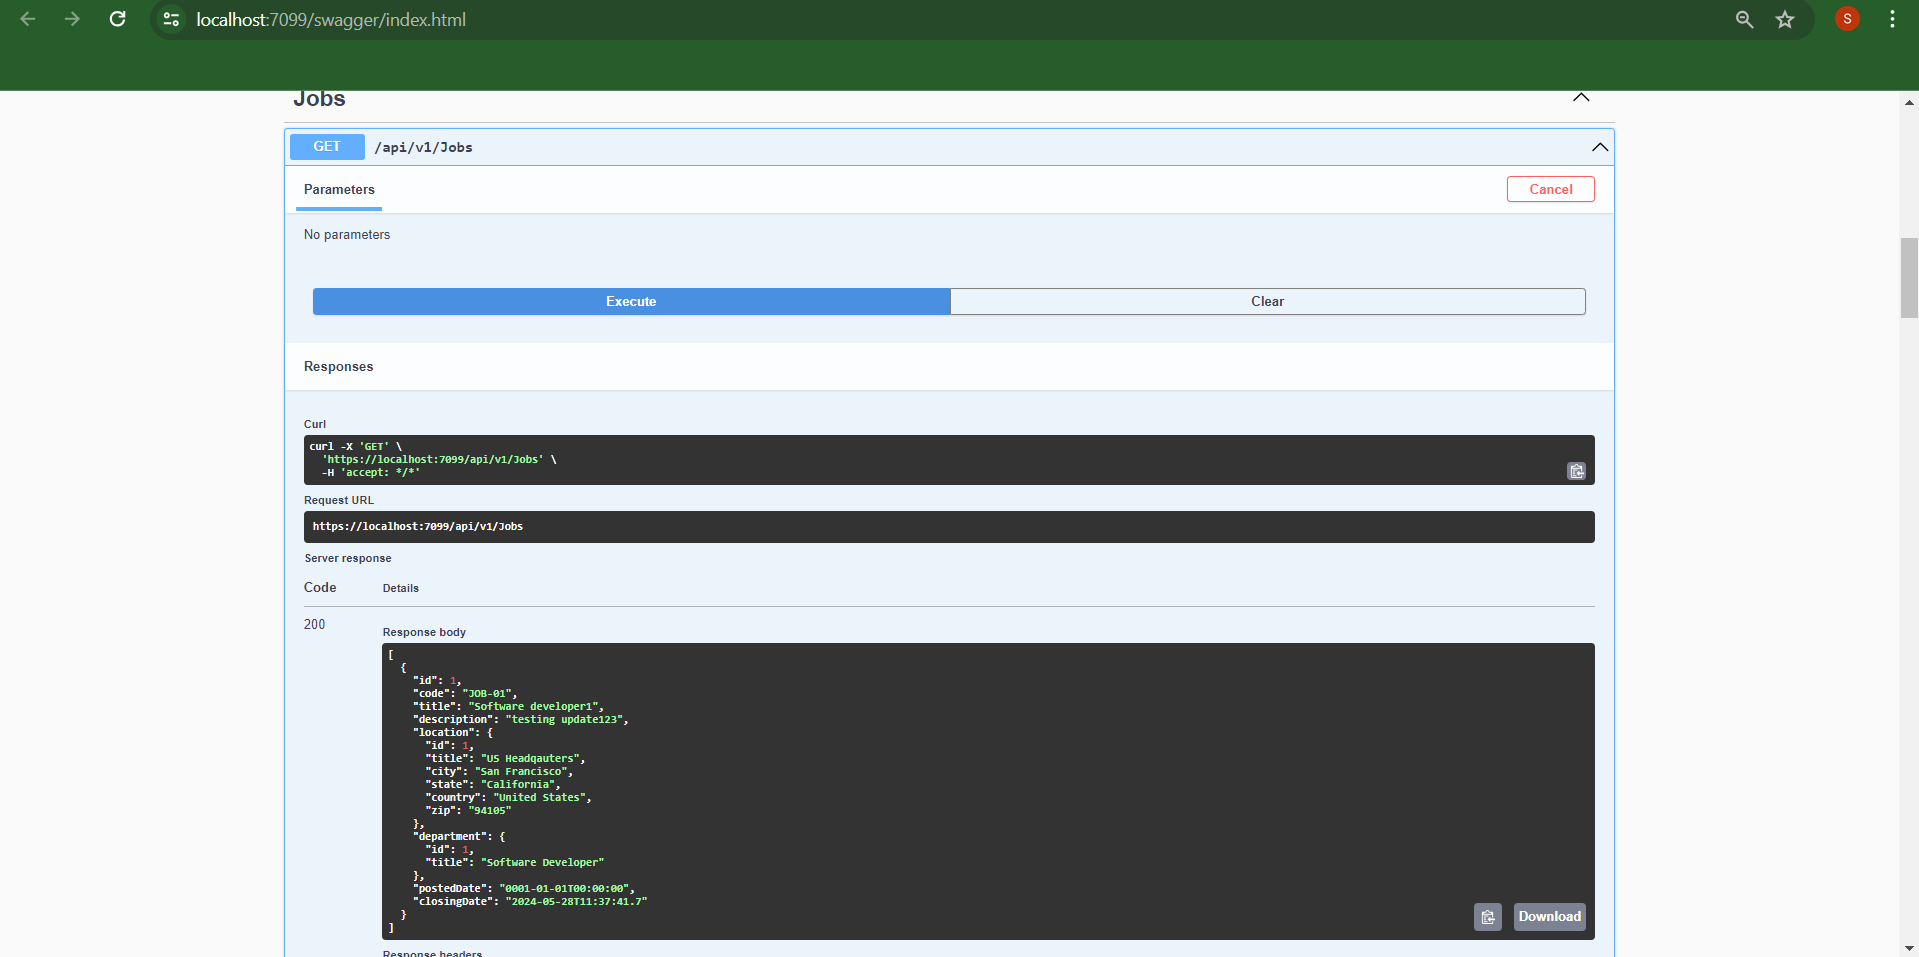 localhost:7099/swagger/index.html
S
Jobs
GET /api/v1/Jobs
Parameters
Cancel
No parameters
Execute
Clear
Responses
Curl
curl -X 'GET' \
  'https://localhost:7099/api/v1/Jobs' \
  -H 'accept: */*'
Request URL
https://localhost:7099/api/v1/Jobs
Server response
Code Details
200
Response body
[
  {
    "id": 1,
    "code": "JOB-01",
    "title": "Software developer1",
    "description": "testing update123",
    "location": {
      "id": 1,
      "title": "US Headqauters",
      "city": "San Francisco",
      "state": "California",
      "country": "United States",
      "zip": "94105"
    },
    "department": {
      "id": 1,
      "title": "Software Developer"
    },
    "postedDate": "0001-01-01T00:00:00",
    "closingDate": "2024-05-28T11:37:41.7"
  }
]
Download
Response headers